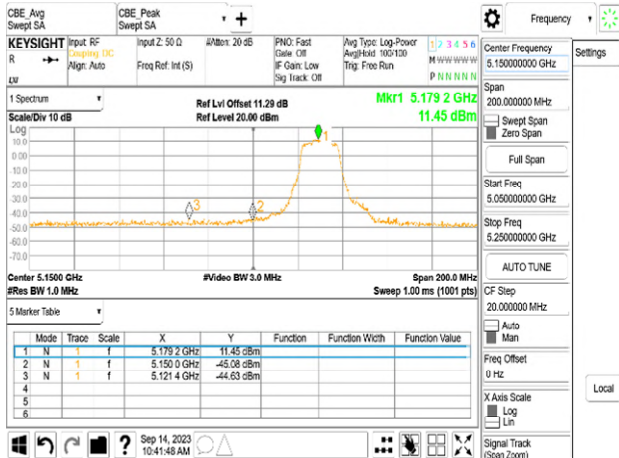 CBE_Avg
Swept SA
CBE_Peak
Swept SA
KEYSIGHT
R
Input: RF
Coupling: DC
Align: Auto
Input Z: 50 Ω
Freq Ref: Int (S)
#Atten: 20 dB
PNO: Fast
Gate: Off
IF Gain: Low
Sig Track: Off
Avg Type: Log-Power
Avg|Hold: 100/100
Trig: Free Run
1 2 3 4 5 6
M W W W W W
P N N N N N
1 Spectrum
Scale/Div 10 dB
Ref Lvl Offset 11.29 dB
Ref Level 20.00 dBm
Mkr1 5.179 2 GHz
11.45 dBm
Log
10.0
0.00
-10.0
-20.0
-30.0
-40.0
-50.0
-60.0
-70.0
1
2
3
Center 5.1500 GHz
#Res BW 1.0 MHz
#Video BW 3.0 MHz
Span 200.0 MHz
Sweep 1.00 ms (1001 pts)
5 Marker Table
Mode Trace Scale X Y Function Function Width Function Value
1 N 1 f 5.179 2 GHz 11.45 dBm
2 N 1 f 5.150 0 GHz -45.08 dBm
3 N 1 f 5.121 4 GHz -44.63 dBm
4
5
6
Sep 14, 2023
10:41:48 AM
Frequency
Settings
Center Frequency
5.150000000 GHz
Span
200.000000 MHz
Swept Span
Zero Span
Full Span
Start Freq
5.050000000 GHz
Stop Freq
5.250000000 GHz
AUTO TUNE
CF Step
20.000000 MHz
Auto
Man
Freq Offset
0 Hz
X Axis Scale
Log
Lin
Signal Track
(Span Zoom)
Local